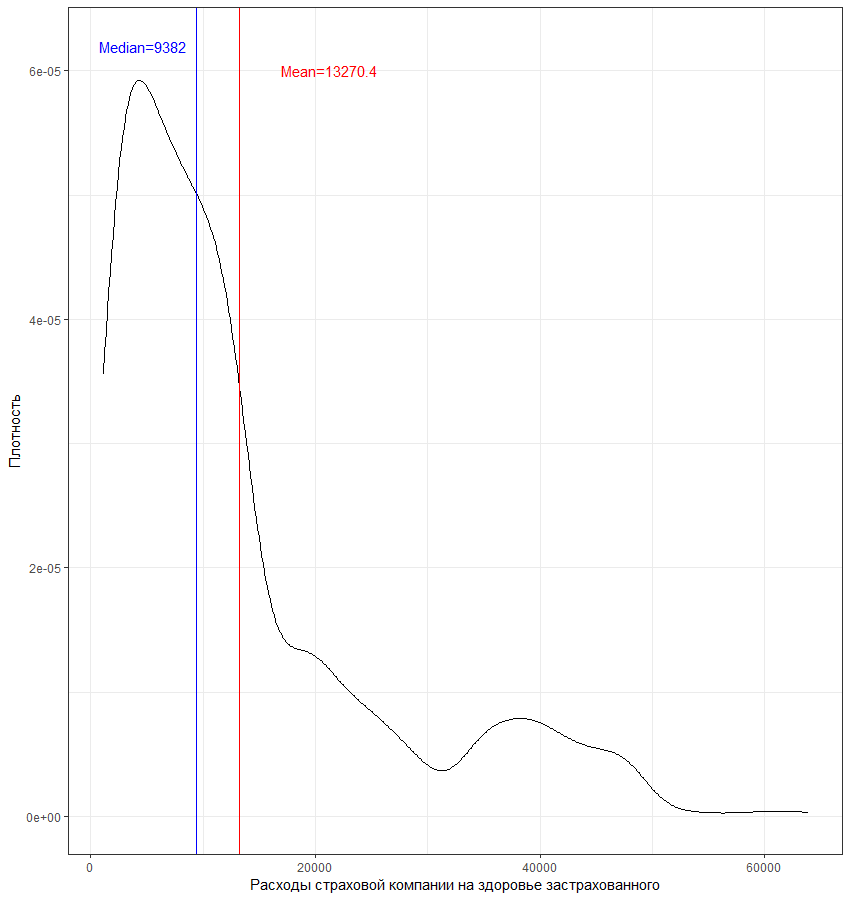 Median=9382
Mean=13270.4
6e-05
4e-05
2e-05
0e+00
Плотность
0
20000
40000
60000
Расходы страховой компании на здоровье застрахованного